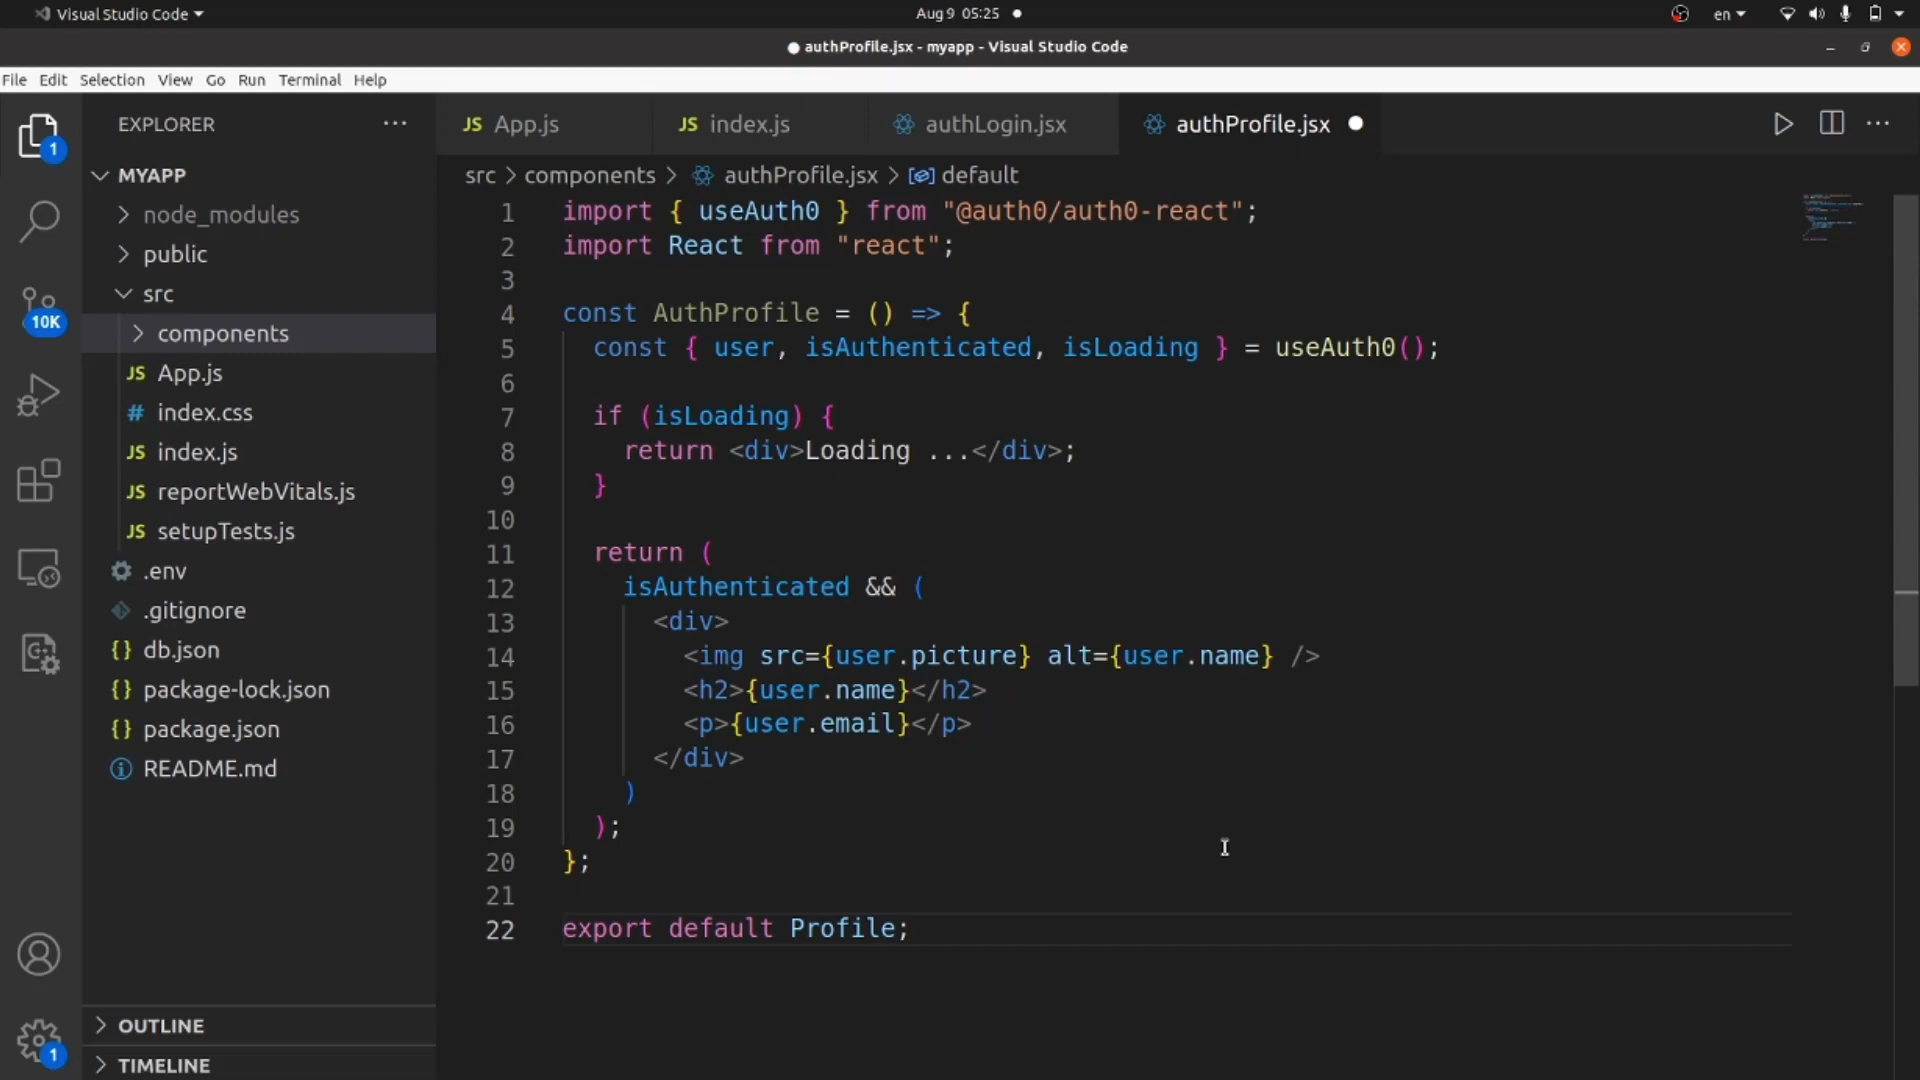 Visual Studio Code
Aug 9 05:25
en
authProfile.jsx - myapp - Visual Studio Code
File Edit Selection View Go Run Terminal Help
EXPLORER
MYAPP
node_modules
public
src
components
JS App.js
# index.css
JS index.js
JS reportWebVitals.js
JS setupTests.js
.env
.gitignore
{} db.json
{} package-lock.json
{} package.json
README.md
OUTLINE
TIMELINE
1
10K
1
JS App.js JS index.js authLogin.jsx authProfile.jsx
src > components > authProfile.jsx > default
1 import { useAuth0 } from "@auth0/auth0-react";
2 import React from "react";
3
4 const AuthProfile = () => {
5 const { user, isAuthenticated, isLoading } = useAuth0();
6
7 if (isLoading) {
8 return <div>Loading ...</div>;
9 }
10
11 return (
12 isAuthenticated && (
13 <div>
14 <img src={user.picture} alt={user.name} />
15 <h2>{user.name}</h2>
16 <p>{user.email}</p>
17 </div>
18 )
19 );
20 };
21
22 export default Profile;